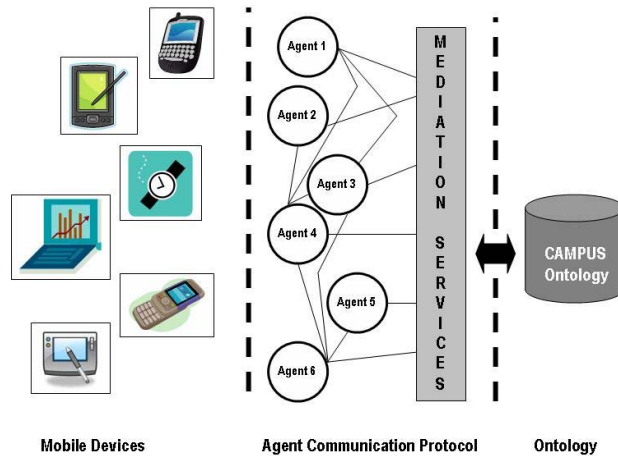 Agent 1
Agent 2
Agent 3
Agent 4
Agent 5
Agent 6
MEDIATION SERVICES
CAMPUS
Ontology
Mobile Devices
Agent Communication Protocol
Ontology